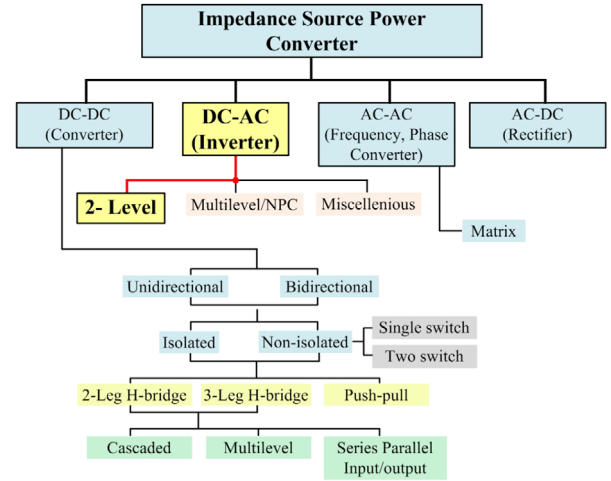 Impedance Source Power
Converter
DC-DC
(Converter)
DC-AC
(Inverter)
AC-AC
(Frequency, Phase
Converter)
AC-DC
(Rectifier)
2- Level
Multilevel/NPC
Miscellenious
Matrix
Unidirectional
Bidirectional
Isolated
Non-isolated
Single switch
Two switch
2-Leg H-bridge
3-Leg H-bridge
Push-pull
Cascaded
Multilevel
Series Parallel
Input/output